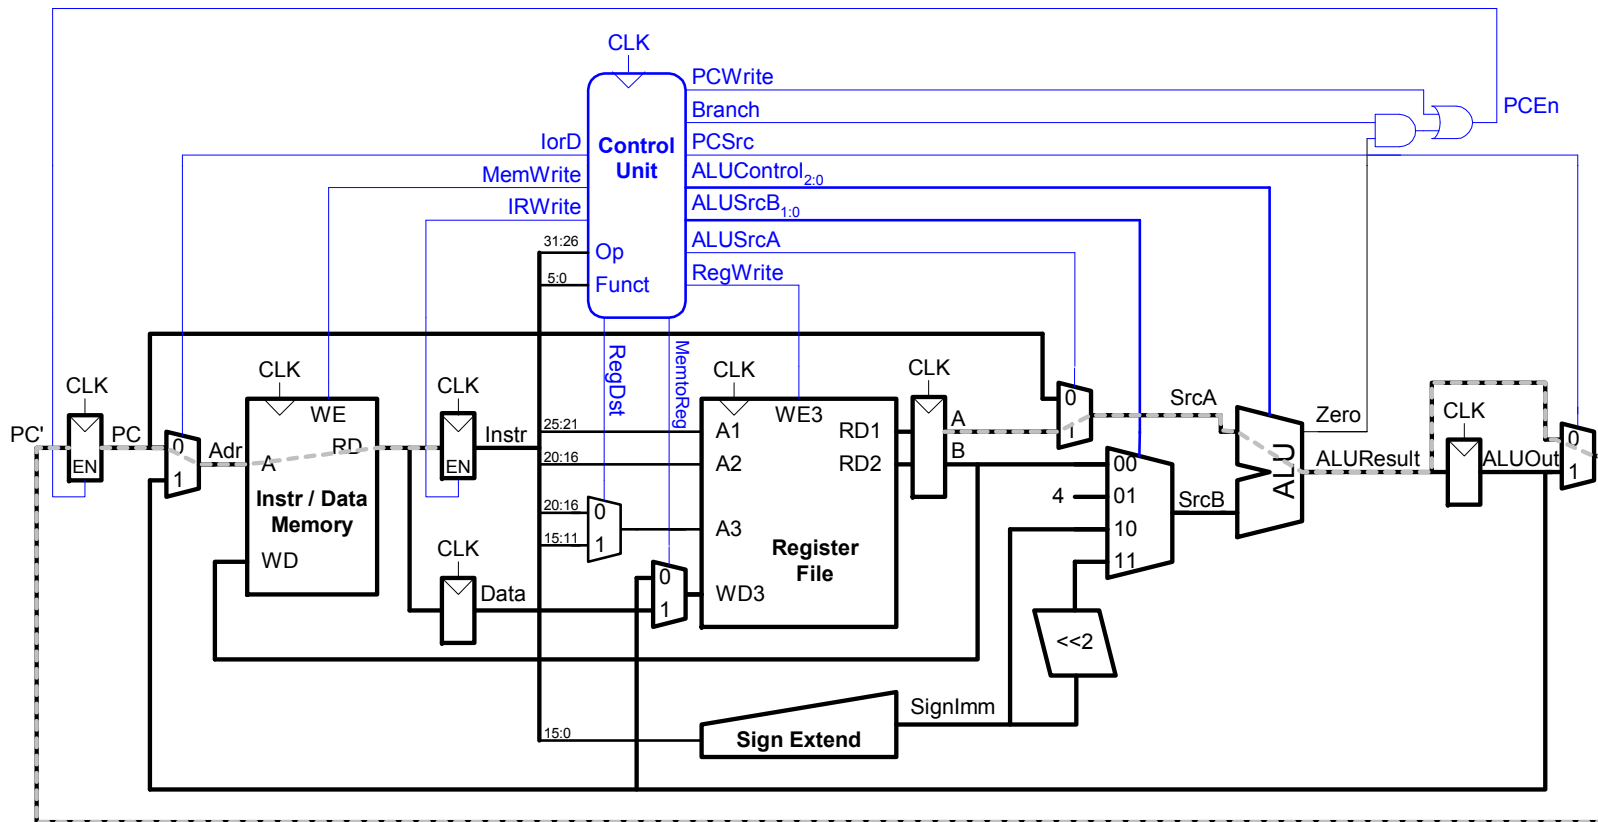 CLK
PCWrite
Branch
PCEn
IorD
Control
Unit
PCSrc
MemWrite
ALUControl2:0
IRWrite
ALUSrcB1:0
31:26
Op
ALUSrcA
5:0
Funct
RegWrite
RegDst
MemtoReg
CLK
CLK
CLK
CLK
CLK
PC'
EN
PC
0
1
Adr
WE
A
RD
Instr / Data
Memory
WD
EN
Instr
CLK
Data
25:21
20:16
20:16
15:11
0
1
0
1
WE3
A1
RD1
A2
RD2
A3
Register
File
WD3
A
B
0
1
SrcA
4
00
01
10
11
SrcB
<<2
ALU
Zero
ALUResult
CLK
ALUOut
0
1
15:0
Sign Extend
SignImm